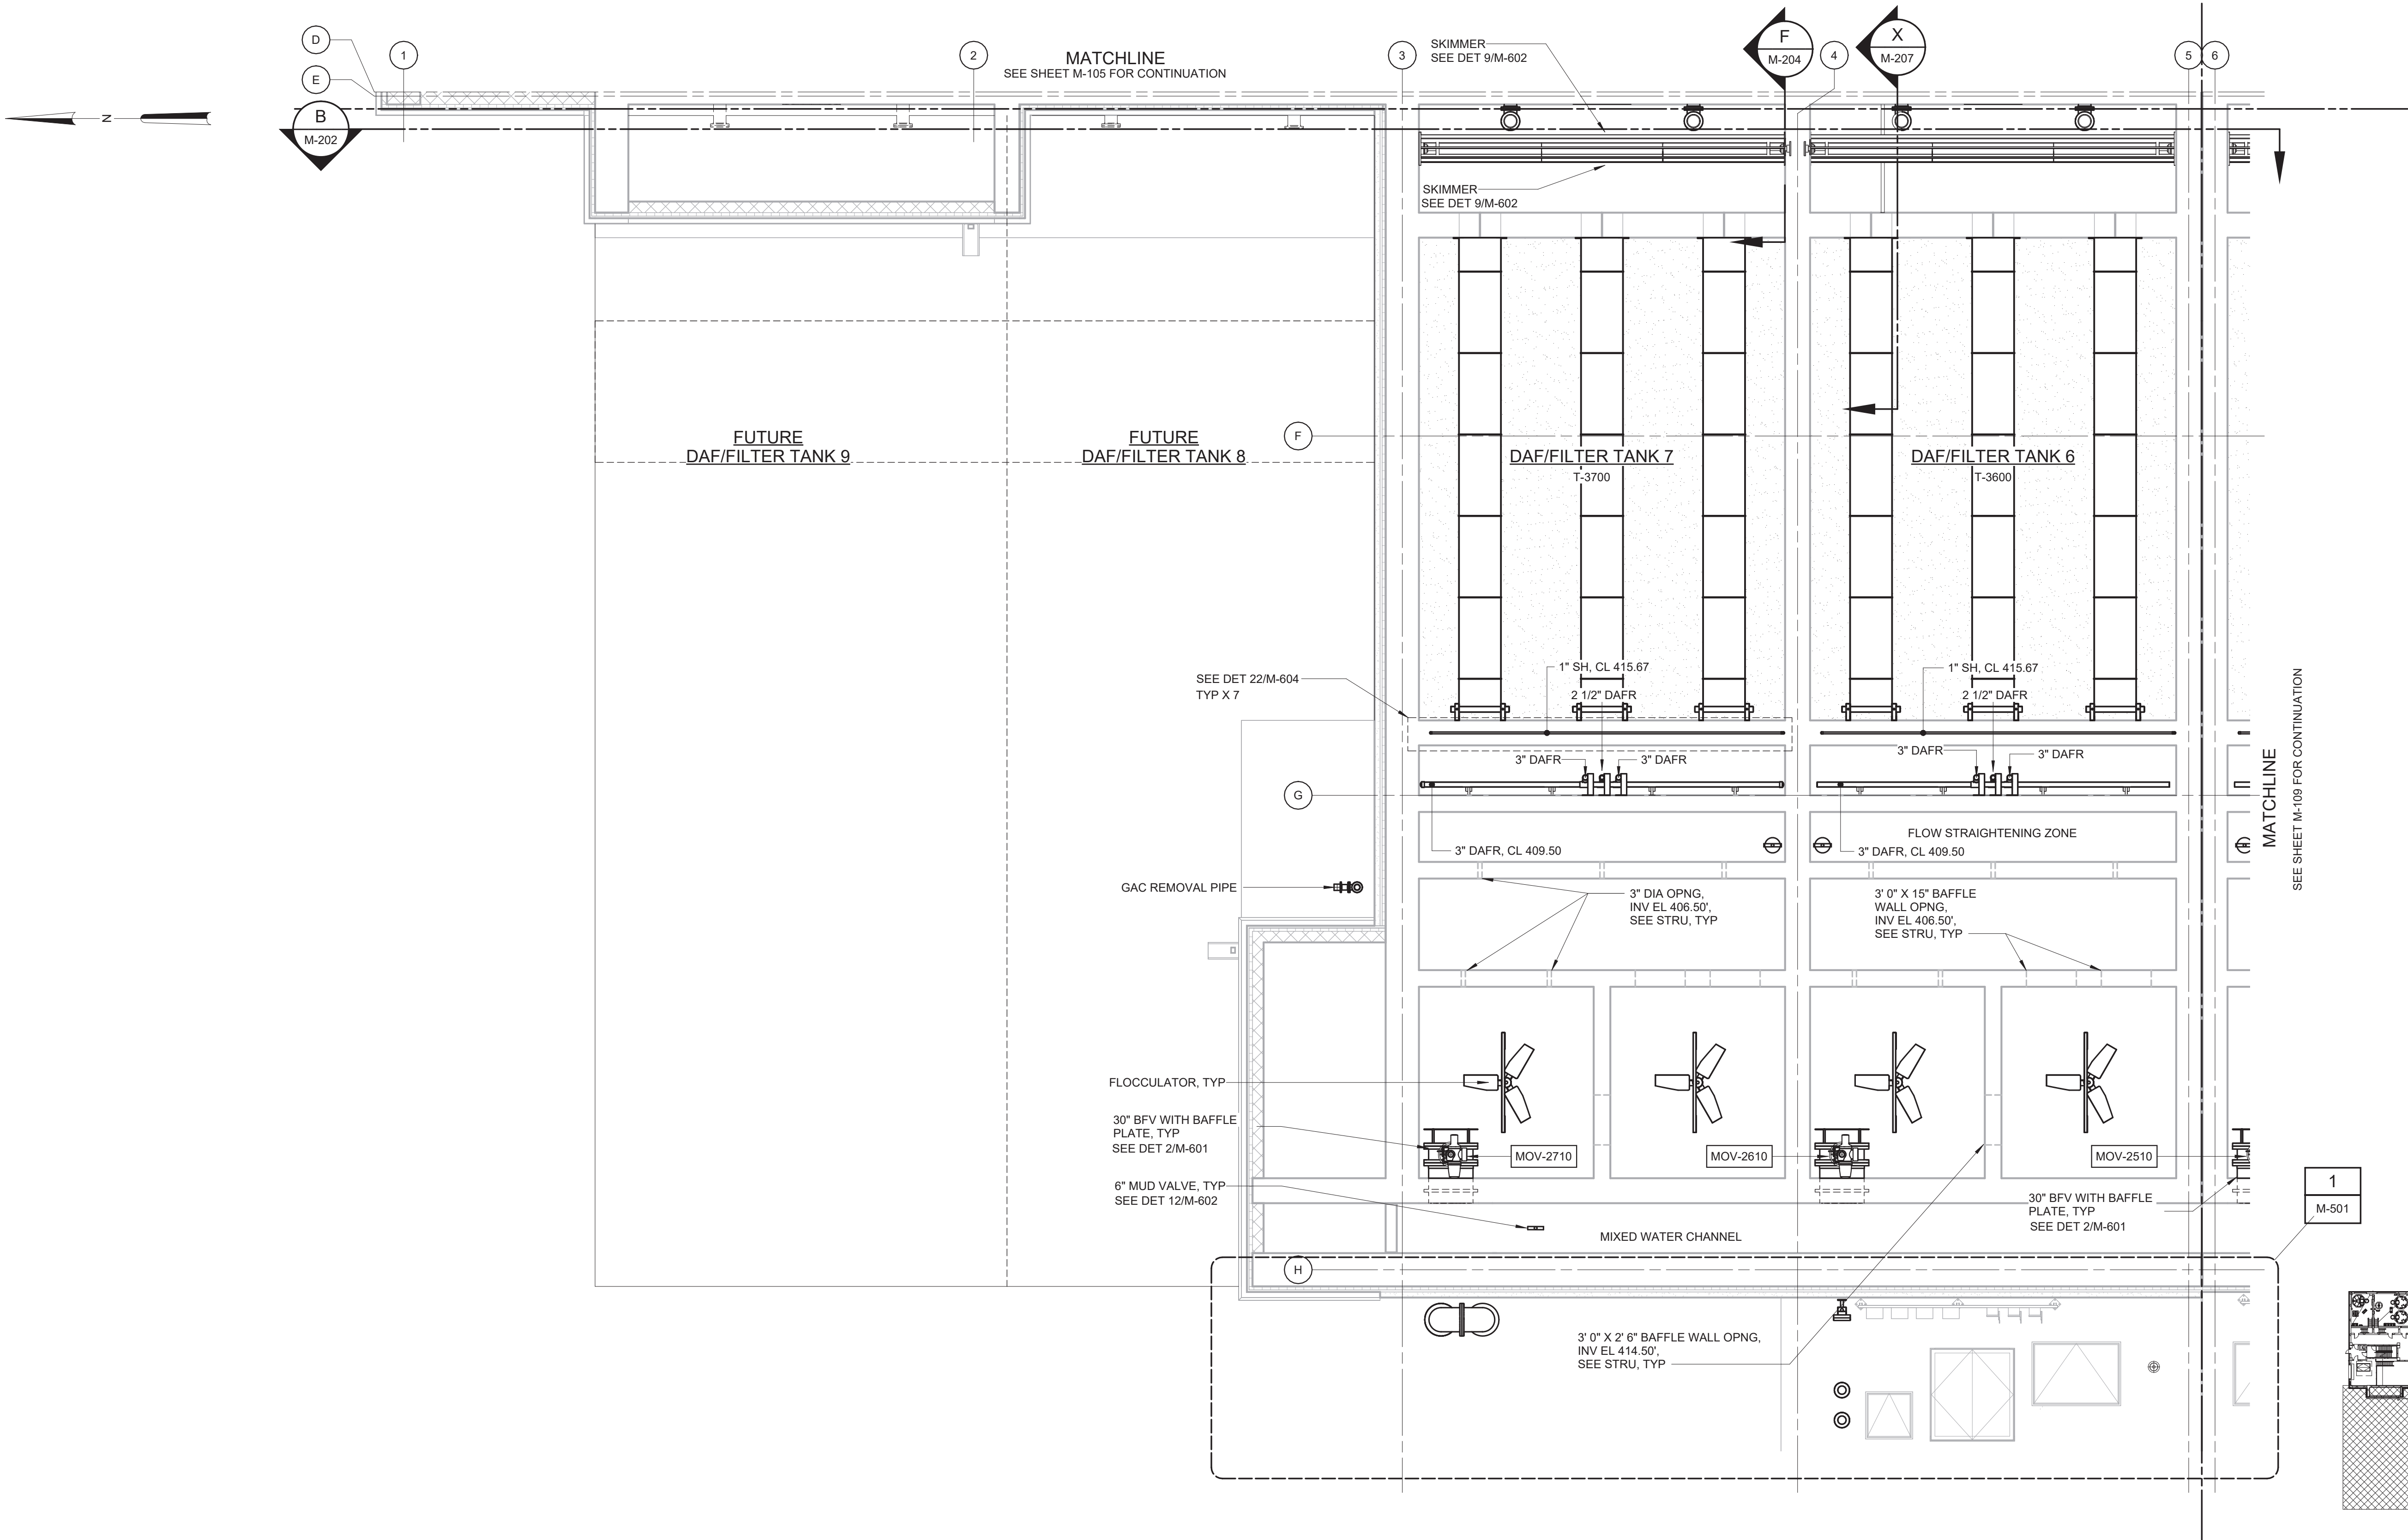 D
1
2
MATCHLINE
SEE SHEET M-105 FOR CONTINUATION
3
SKIMMER
SEE DET 9/M-602
F
M-204
4
X
M-207
5
6
E
N
B
M-202
SKIMMER
SEE DET 9/M-602
FUTURE
DAF/FILTER TANK 9
FUTURE
DAF/FILTER TANK 8
F
DAF/FILTER TANK 7
T-3700
DAF/FILTER TANK 6
T-3600
SEE DET 22/M-604
TYP X 7
1" SH, CL 415.67
2 1/2" DAFR
1" SH, CL 415.67
2 1/2" DAFR
3" DAFR
3" DAFR
3" DAFR
3" DAFR
MATCHLINE
SEE SHEET M-109 FOR CONTINUATION
G
3" DAFR, CL 409.50
FLOW STRAIGHTENING ZONE
3" DAFR, CL 409.50
GAC REMOVAL PIPE
3" DIA OPNG,
INV EL 406.50',
SEE STRU, TYP
3' 0" X 15" BAFFLE
WALL OPNG,
INV EL 406.50',
SEE STRU, TYP
FLOCCULATOR, TYP
30" BFV WITH BAFFLE
PLATE, TYP
SEE DET 2/M-601
MOV-2710
MOV-2610
MOV-2510
6" MUD VALVE, TYP
SEE DET 12/M-602
30" BFV WITH BAFFLE
PLATE, TYP
SEE DET 2/M-601
1
M-501
MIXED WATER CHANNEL
H
3' 0" X 2' 6" BAFFLE WALL OPNG,
INV EL 414.50',
SEE STRU, TYP